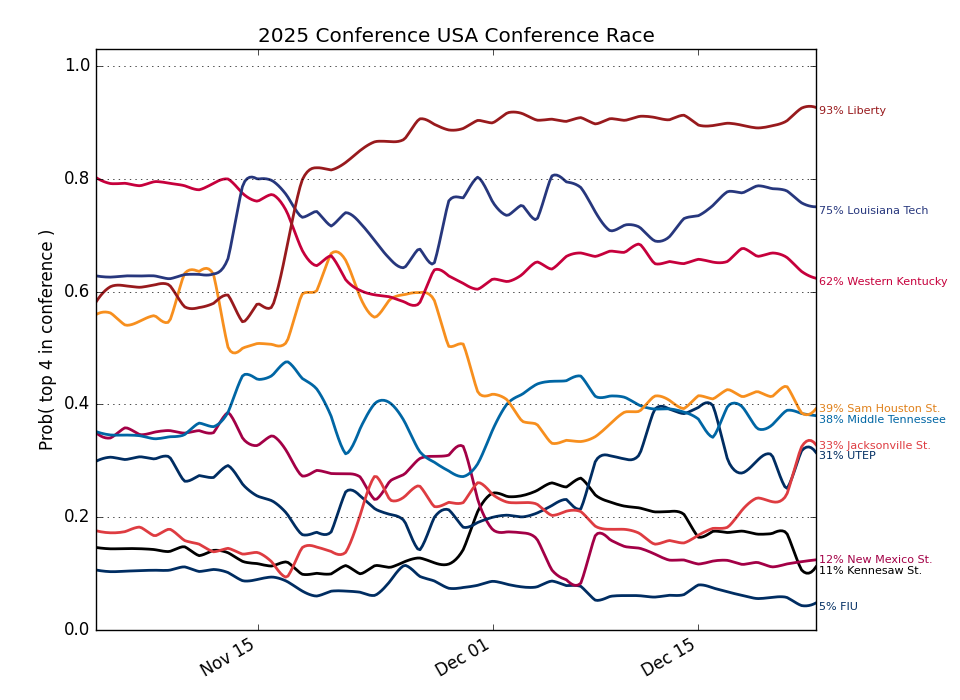 2025 Conference USA Conference Race
1.0
0.8
0.6
0.4
0.2
0.0
Prob( top 4 in conference )
Nov 15
Dec 01
Dec 15
93% Liberty
75% Louisiana Tech
62% Western Kentucky
39% Sam Houston St.
38% Middle Tennessee
33% Jacksonville St.
31% UTEP
12% New Mexico St.
11% Kennesaw St.
5% FIU